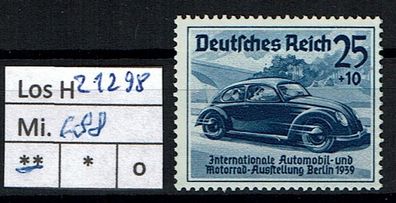 Los H 21298
Mi. 688
** * o
Deutsches Reich 25
+10
Internationale Automobil-und
Motorrad-Ausstellung Berlin 1939